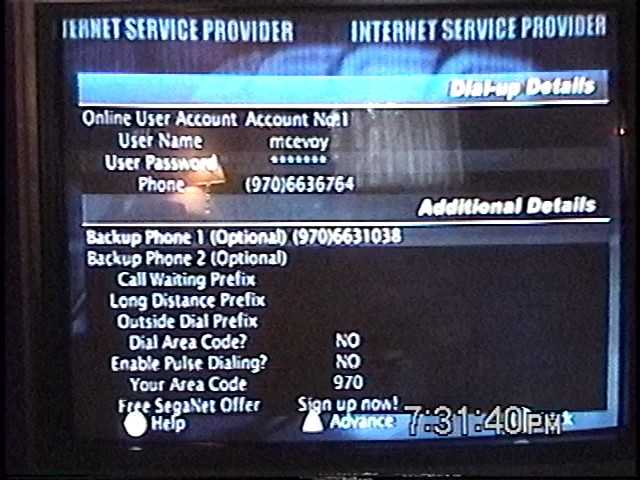 TERNET SERVICE PROVIDER INTERNET SERVICE PROVIDER
Dial-up Details
Online User Account Account No.1
User Name mcevoy
User Password *******
Phone (970)6636764
Additional Details
Backup Phone 1 (Optional) (970)6631038
Backup Phone 2 (Optional)
Call Waiting Prefix
Long Distance Prefix
Outside Dial Prefix
Dial Area Code? NO
Enable Pulse Dialing? NO
Your Area Code 970
Free SegaNet Offer Sign up now!
Help Advance 7:31:40PM